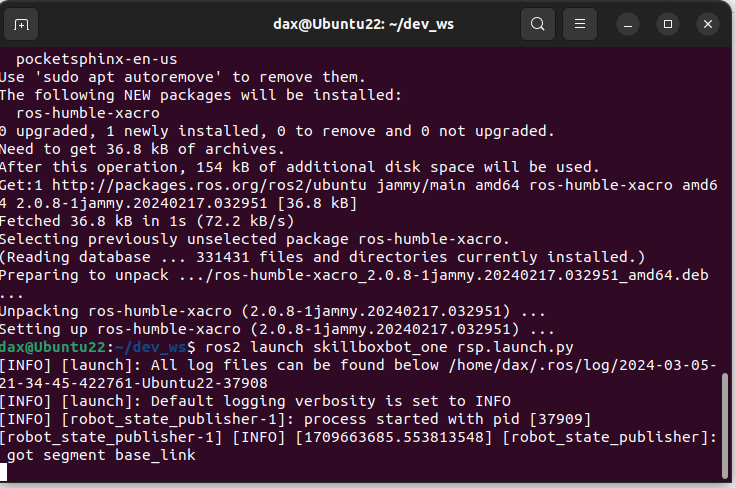 dax@Ubuntu22: ~/dev_ws
pocketsphinx-en-us
Use 'sudo apt autoremove' to remove them.
The following NEW packages will be installed:
ros-humble-xacro
0 upgraded, 1 newly installed, 0 to remove and 0 not upgraded.
Need to get 36.8 kB of archives.
After this operation, 154 kB of additional disk space will be used.
Get:1 http://packages.ros.org/ros2/ubuntu jammy/main amd64 ros-humble-xacro amd6
4 2.0.8-1jammy.20240217.032951 [36.8 kB]
Fetched 36.8 kB in 1s (72.2 kB/s)
Selecting previously unselected package ros-humble-xacro.
(Reading database ... 331431 files and directories currently installed.)
Preparing to unpack .../ros-humble-xacro_2.0.8-1jammy.20240217.032951_amd64.deb
...
Unpacking ros-humble-xacro (2.0.8-1jammy.20240217.032951) ...
Setting up ros-humble-xacro (2.0.8-1jammy.20240217.032951) ...
dax@Ubuntu22:~/dev_ws$ ros2 launch skillboxbot_one rsp.launch.py
[INFO] [launch]: All log files can be found below /home/dax/.ros/log/2024-03-05-
21-34-45-422761-Ubuntu22-37908
[INFO] [launch]: Default logging verbosity is set to INFO
[INFO] [robot_state_publisher-1]: process started with pid [37909]
[robot_state_publisher-1] [INFO] [1709663685.553813548] [robot_state_publisher]:
got segment base_link